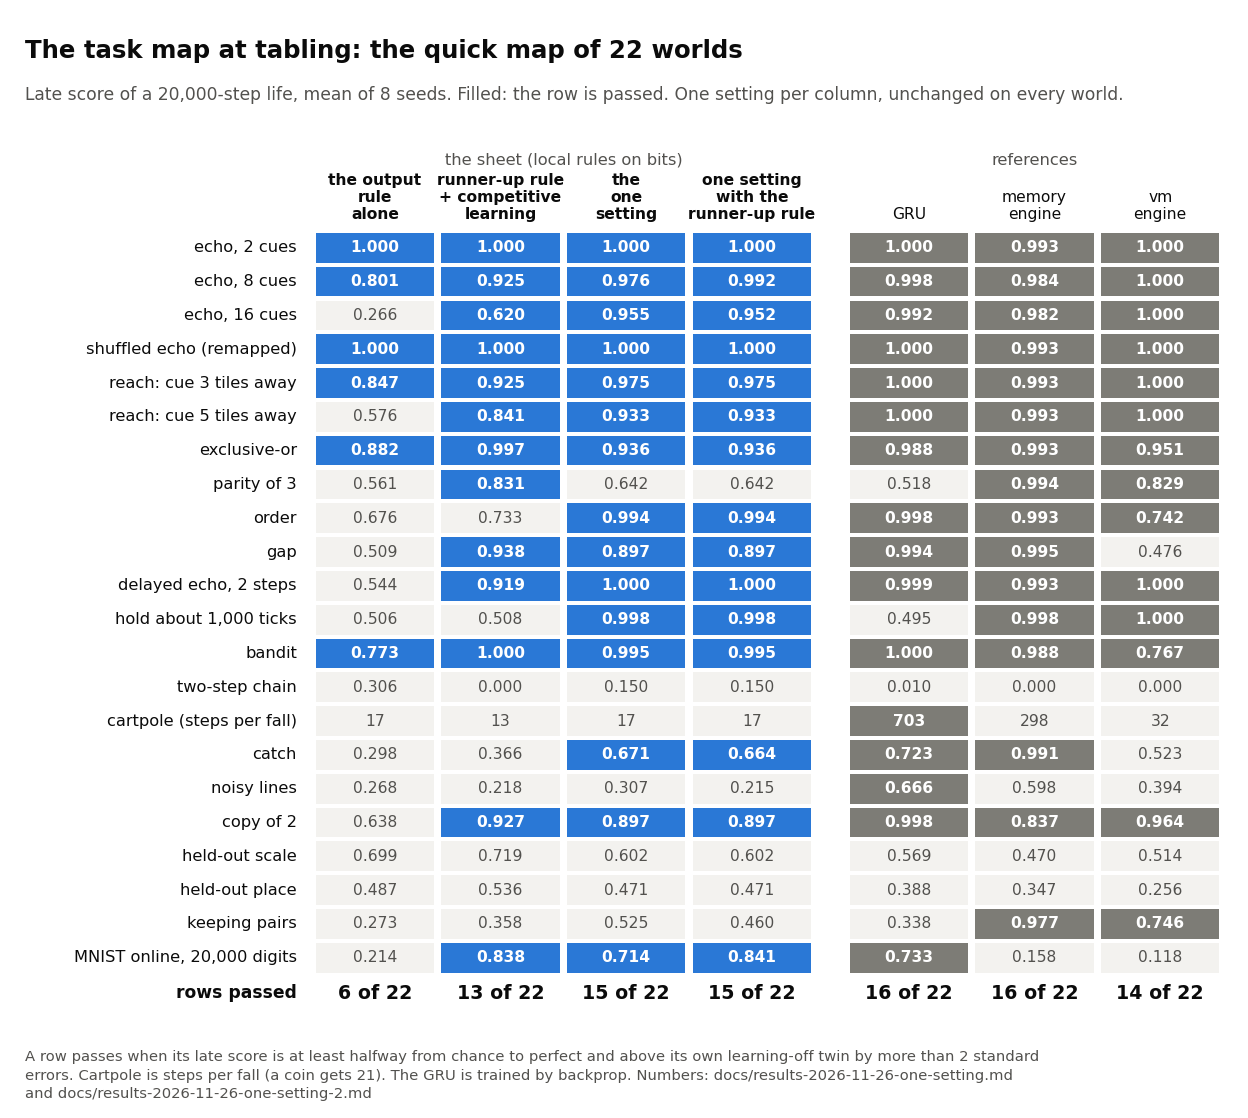 The task map at tabling: the quick map of 22 worlds
Late score of a 20,000-step life, mean of 8 seeds. Filled: the row is passed. One setting per column, unchanged on every world.
the sheet (local rules on bits) references
the output rule alone runner-up rule + competitive learning the one setting one setting with the runner-up rule GRU memory engine vm engine
echo, 2 cues 1.000 1.000 1.000 1.000 1.000 0.993 1.000
echo, 8 cues 0.801 0.925 0.976 0.992 0.998 0.984 1.000
echo, 16 cues 0.266 0.620 0.955 0.952 0.992 0.982 1.000
shuffled echo (remapped) 1.000 1.000 1.000 1.000 1.000 0.993 1.000
reach: cue 3 tiles away 0.847 0.925 0.975 0.975 1.000 0.993 1.000
reach: cue 5 tiles away 0.576 0.841 0.933 0.933 1.000 0.993 1.000
exclusive-or 0.882 0.997 0.936 0.936 0.988 0.993 0.951
parity of 3 0.561 0.831 0.642 0.642 0.518 0.994 0.829
order 0.676 0.733 0.994 0.994 0.998 0.993 0.742
gap 0.509 0.938 0.897 0.897 0.994 0.995 0.476
delayed echo, 2 steps 0.544 0.919 1.000 1.000 0.999 0.993 1.000
hold about 1,000 ticks 0.506 0.508 0.998 0.998 0.495 0.998 1.000
bandit 0.773 1.000 0.995 0.995 1.000 0.988 0.767
two-step chain 0.306 0.000 0.150 0.150 0.010 0.000 0.000
cartpole (steps per fall) 17 13 17 17 703 298 32
catch 0.298 0.366 0.671 0.664 0.723 0.991 0.523
noisy lines 0.268 0.218 0.307 0.215 0.666 0.598 0.394
copy of 2 0.638 0.927 0.897 0.897 0.998 0.837 0.964
held-out scale 0.699 0.719 0.602 0.602 0.569 0.470 0.514
held-out place 0.487 0.536 0.471 0.471 0.388 0.347 0.256
keeping pairs 0.273 0.358 0.525 0.460 0.338 0.977 0.746
MNIST online, 20,000 digits 0.214 0.838 0.714 0.841 0.733 0.158 0.118
rows passed 6 of 22 13 of 22 15 of 22 15 of 22 16 of 22 16 of 22 14 of 22
A row passes when its late score is at least halfway from chance to perfect and above its own learning-off twin by more than 2 standard
errors. Cartpole is steps per fall (a coin gets 21). The GRU is trained by backprop. Numbers: docs/results-2026-11-26-one-setting.md
and docs/results-2026-11-26-one-setting-2.md